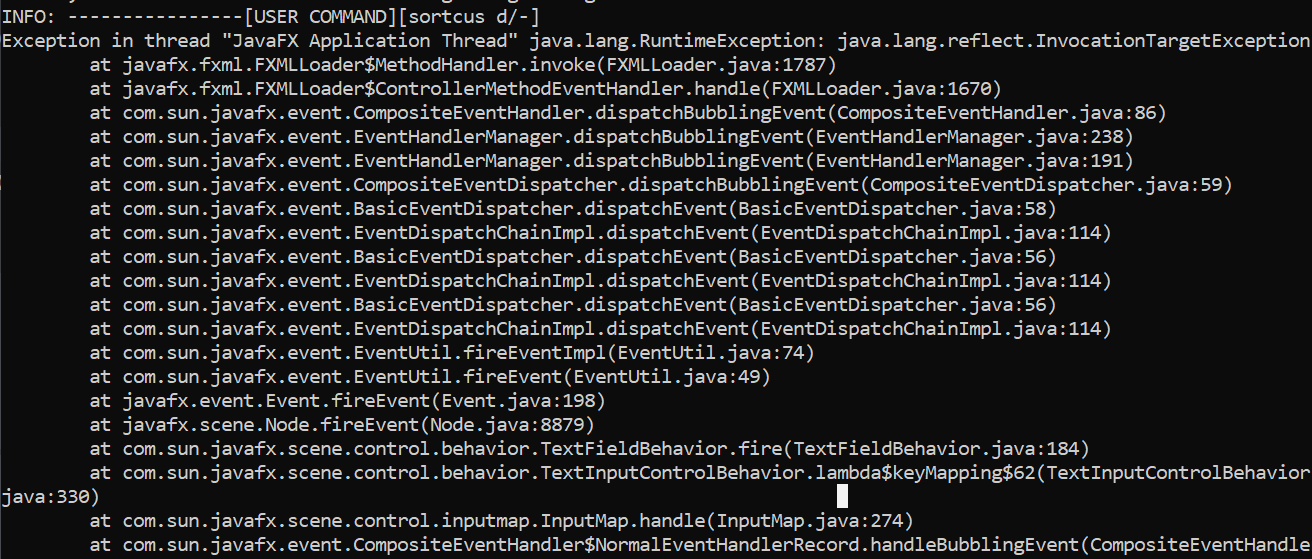 INFO: ----------------[USER COMMAND][sortcus d/-]
Exception in thread "JavaFX Application Thread" java.lang.RuntimeException: java.lang.reflect.InvocationTargetException
at javafx.fxml.FXMLLoader$MethodHandler.invoke(FXMLLoader.java:1787)
at javafx.fxml.FXMLLoader$ControllerMethodEventHandler.handle(FXMLLoader.java:1670)
at com.sun.javafx.event.CompositeEventHandler.dispatchBubblingEvent(CompositeEventHandler.java:86)
at com.sun.javafx.event.EventHandlerManager.dispatchBubblingEvent(EventHandlerManager.java:238)
at com.sun.javafx.event.EventHandlerManager.dispatchBubblingEvent(EventHandlerManager.java:191)
at com.sun.javafx.event.CompositeEventDispatcher.dispatchBubblingEvent(CompositeEventDispatcher.java:59)
at com.sun.javafx.event.BasicEventDispatcher.dispatchEvent(BasicEventDispatcher.java:58)
at com.sun.javafx.event.EventDispatchChainImpl.dispatchEvent(EventDispatchChainImpl.java:114)
at com.sun.javafx.event.BasicEventDispatcher.dispatchEvent(BasicEventDispatcher.java:56)
at com.sun.javafx.event.EventDispatchChainImpl.dispatchEvent(EventDispatchChainImpl.java:114)
at com.sun.javafx.event.BasicEventDispatcher.dispatchEvent(BasicEventDispatcher.java:56)
at com.sun.javafx.event.EventDispatchChainImpl.dispatchEvent(EventDispatchChainImpl.java:114)
at com.sun.javafx.event.EventUtil.fireEventImpl(EventUtil.java:74)
at com.sun.javafx.event.EventUtil.fireEvent(EventUtil.java:49)
at javafx.event.Event.fireEvent(Event.java:198)
at javafx.scene.Node.fireEvent(Node.java:8879)
at com.sun.javafx.scene.control.behavior.TextFieldBehavior.fire(TextFieldBehavior.java:184)
at com.sun.javafx.scene.control.behavior.TextInputControlBehavior.lambda$keyMapping$62(TextInputControlBehavior
java:330)
at com.sun.javafx.scene.control.inputmap.InputMap.handle(InputMap.java:274)
at com.sun.javafx.event.CompositeEventHandler$NormalEventHandlerRecord.handleBubblingEvent(CompositeEventHandle